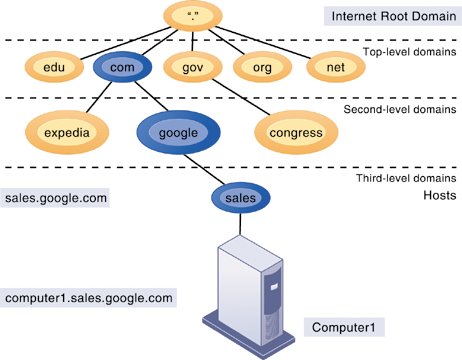 "."
Internet Root Domain
Top-level domains
edu
com
gov
org
net
Second-level domains
expedia
google
congress
Third-level domains
Hosts
sales.google.com
sales
computer1.sales.google.com
Computer1